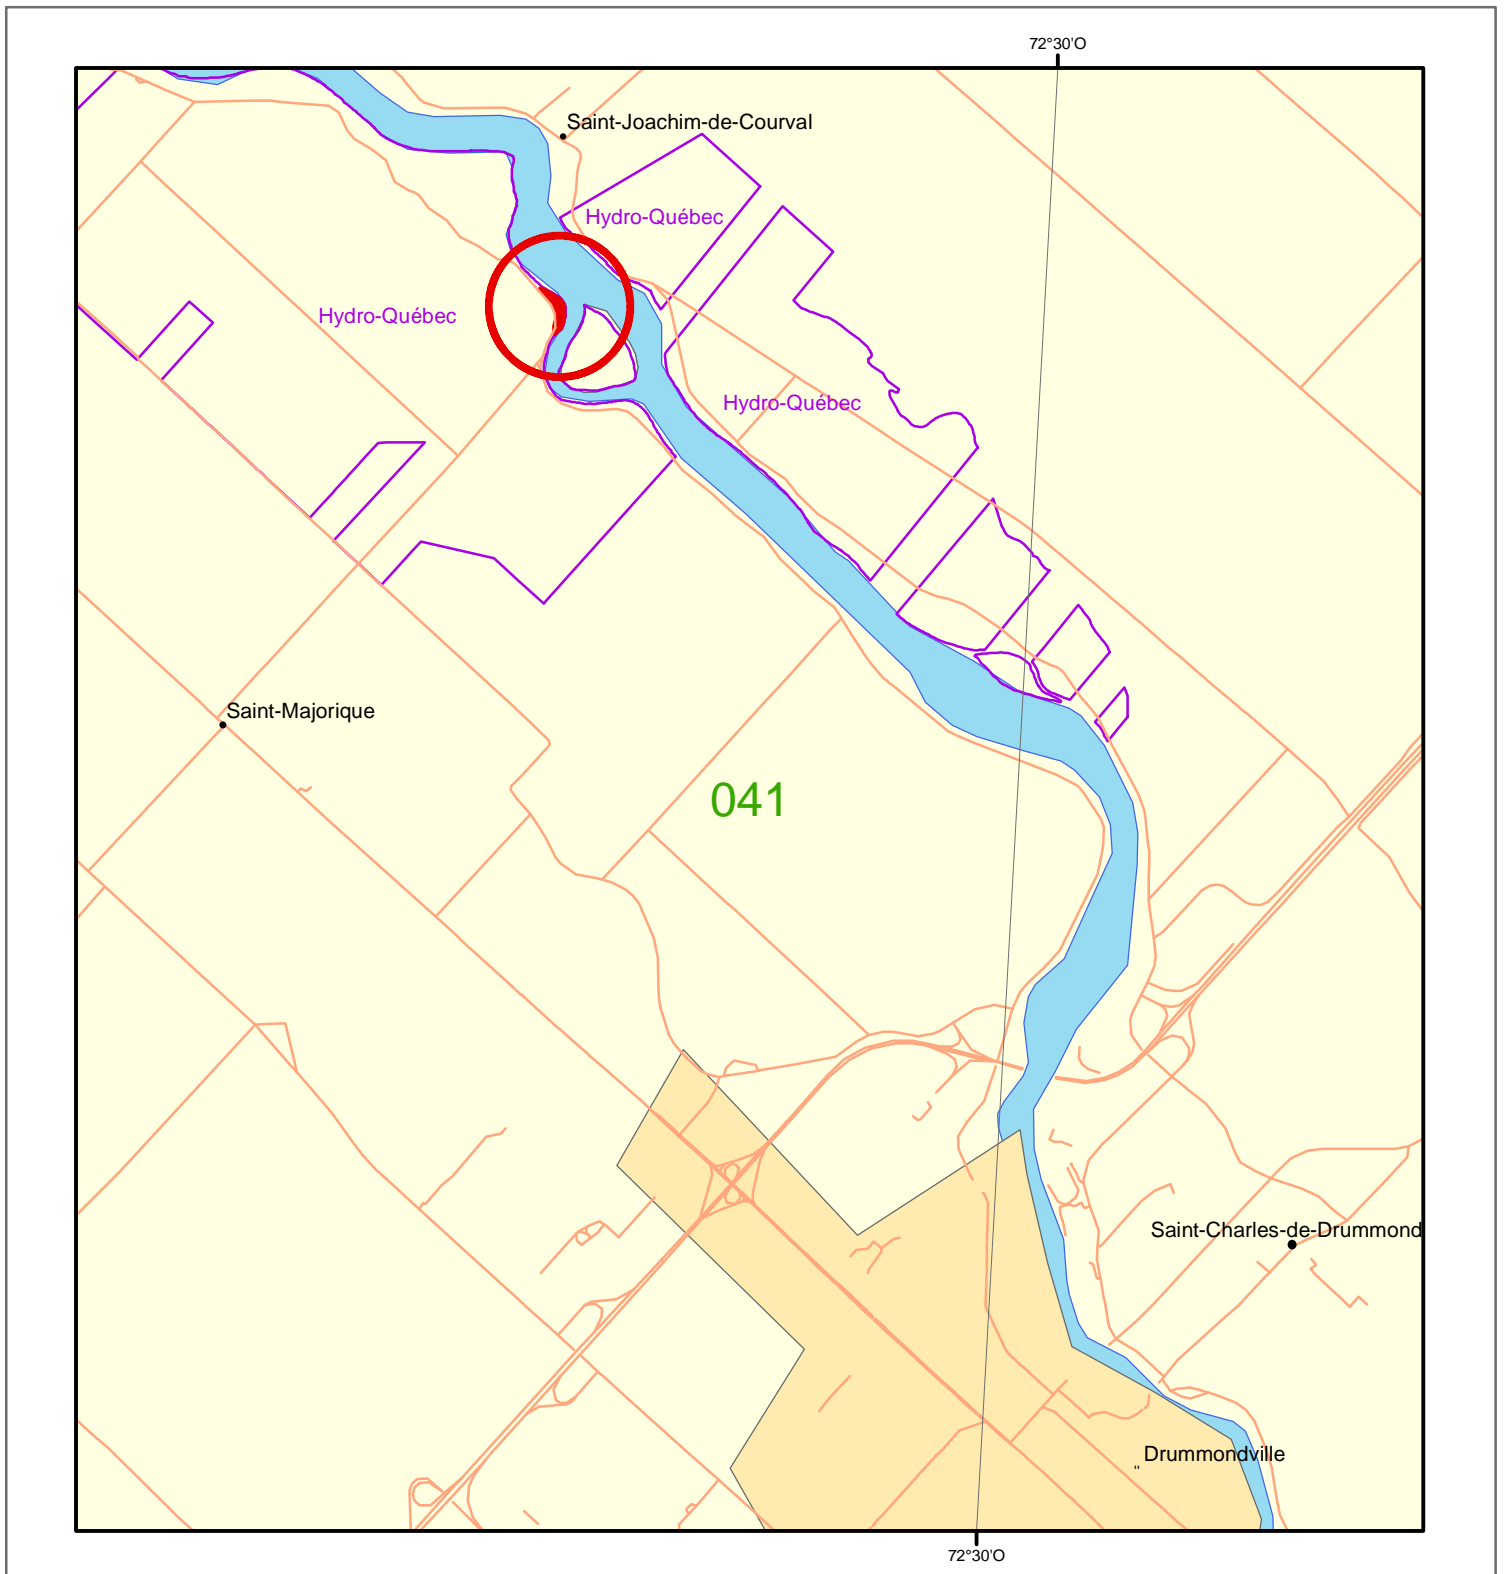 72°30'O
Saint-Joachim-de-Courval
Hydro-Québec
Hydro-Québec
Hydro-Québec
Saint-Majorique
041
Saint-Charles-de-Drummond
Drummondville
72°30'O